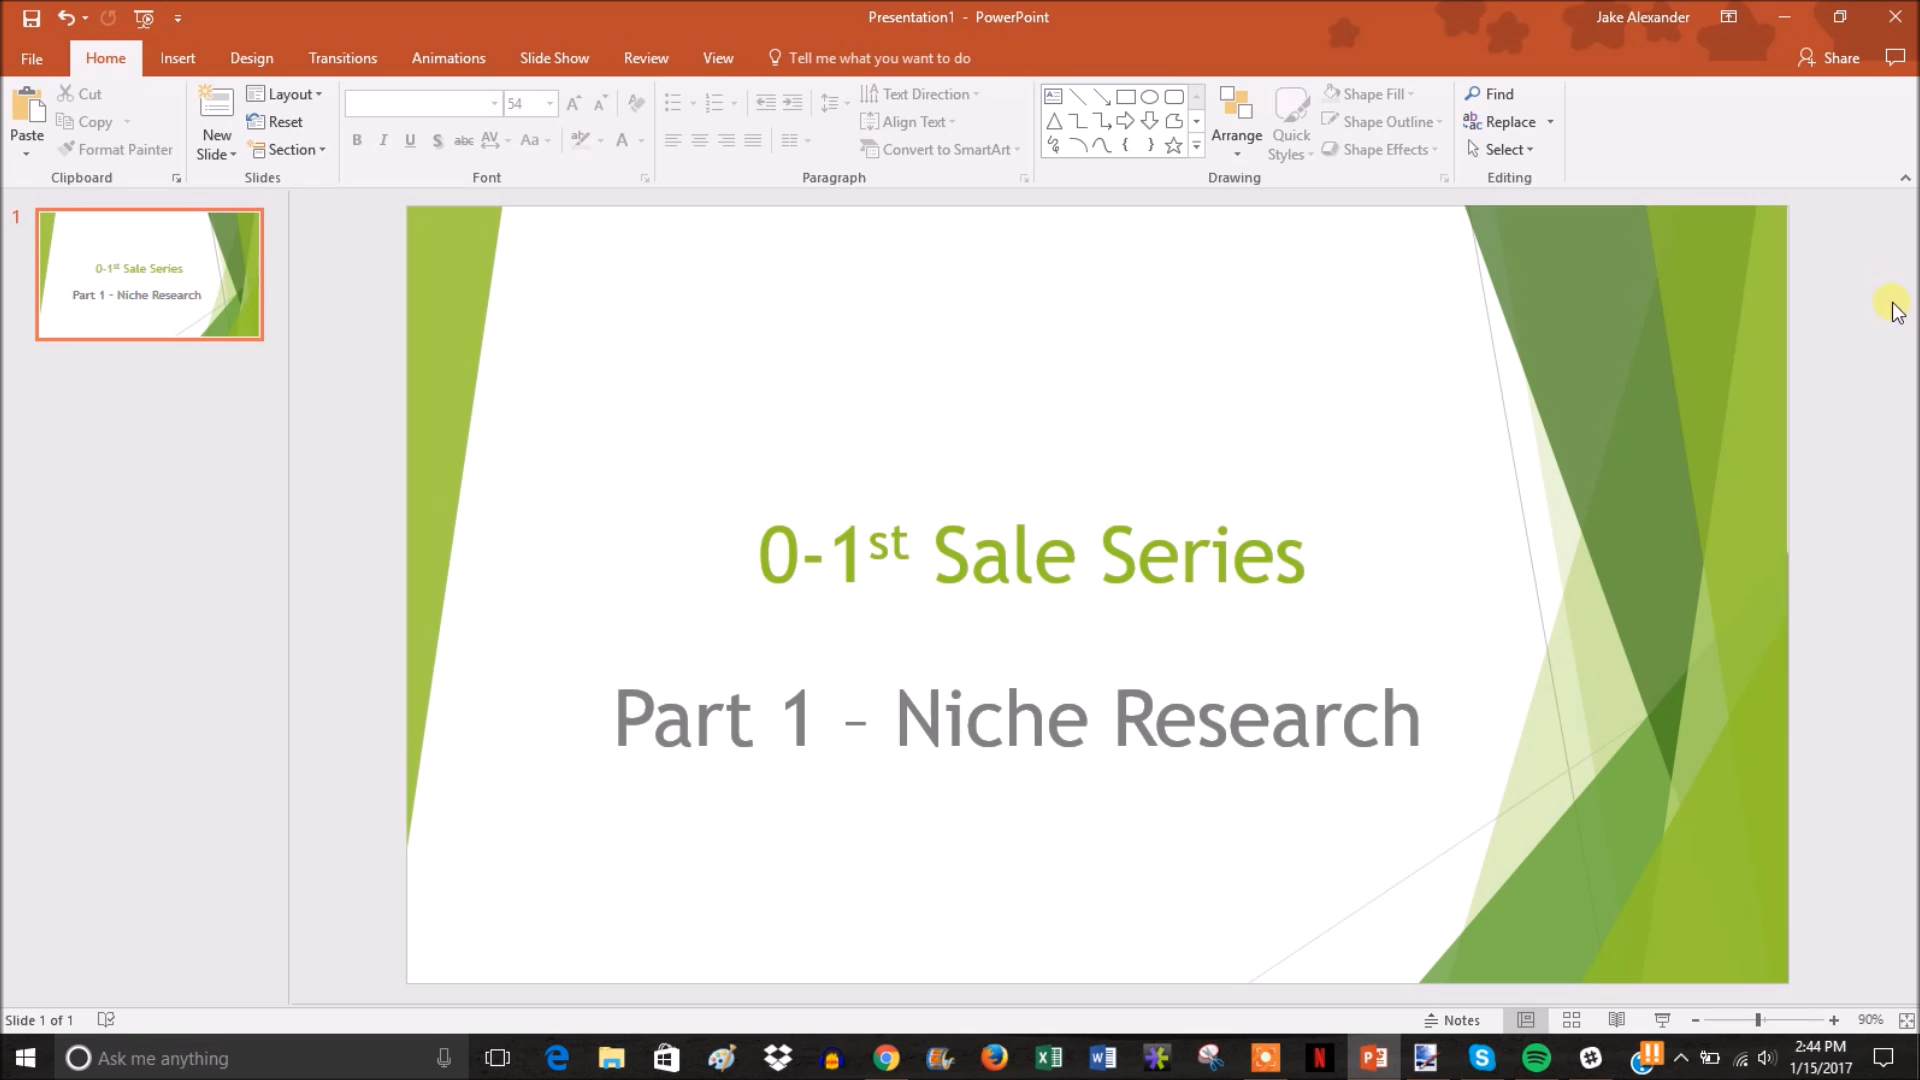 Presentation1 - PowerPoint
Jake Alexander
File Home Insert Design Transitions Animations Slide Show Review View Tell me what you want to do Share
Paste
Cut
Copy
Format Painter
Clipboard
New Slide
Layout
Reset
Section
Slides
54
B I U S abc AV Aa A
Font
Text Direction
Align Text
Convert to SmartArt
Paragraph
Arrange
Quick Styles
Shape Fill
Shape Outline
Shape Effects
Drawing
Find
Replace
Select
Editing
1
0-1st Sale Series
Part 1 - Niche Research
0-1st Sale Series
Part 1 – Niche Research
Slide 1 of 1
Notes
90%
Ask me anything
2:44 PM
1/15/2017